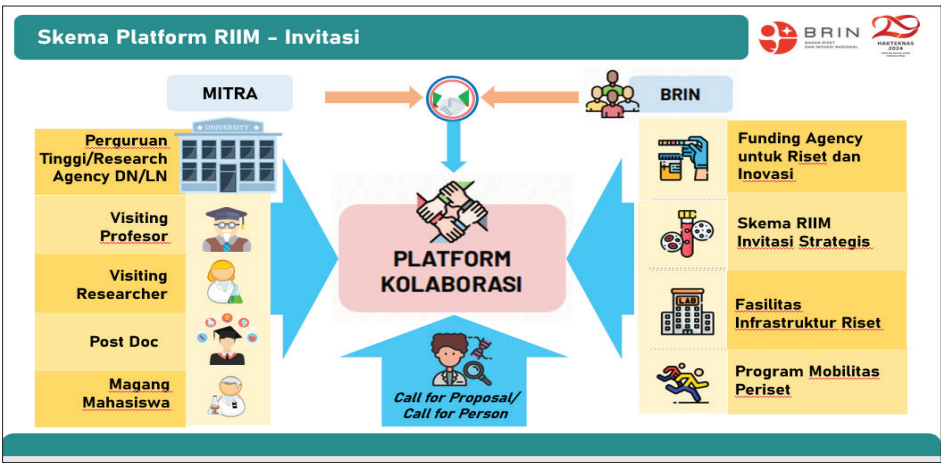 Skema Platform RIIM - Invitasi
BRIN
BADAN RISET
DAN INOVASI NASIONAL
HAKTEKNAS
2024
MITRA
BRIN
UNIVERSITY
Perguruan
Tinggi/Research
Agency DN/LN
Visiting
Profesor
Visiting
Researcher
Post Doc
Magang
Mahasiswa
PLATFORM
KOLABORASI
Call for Proposal/
Call for Person
Funding Agency
untuk Riset dan
Inovasi
Skema RIIM
Invitasi Strategis
LAB
Fasilitas
Infrastruktur Riset
Program Mobilitas
Periset